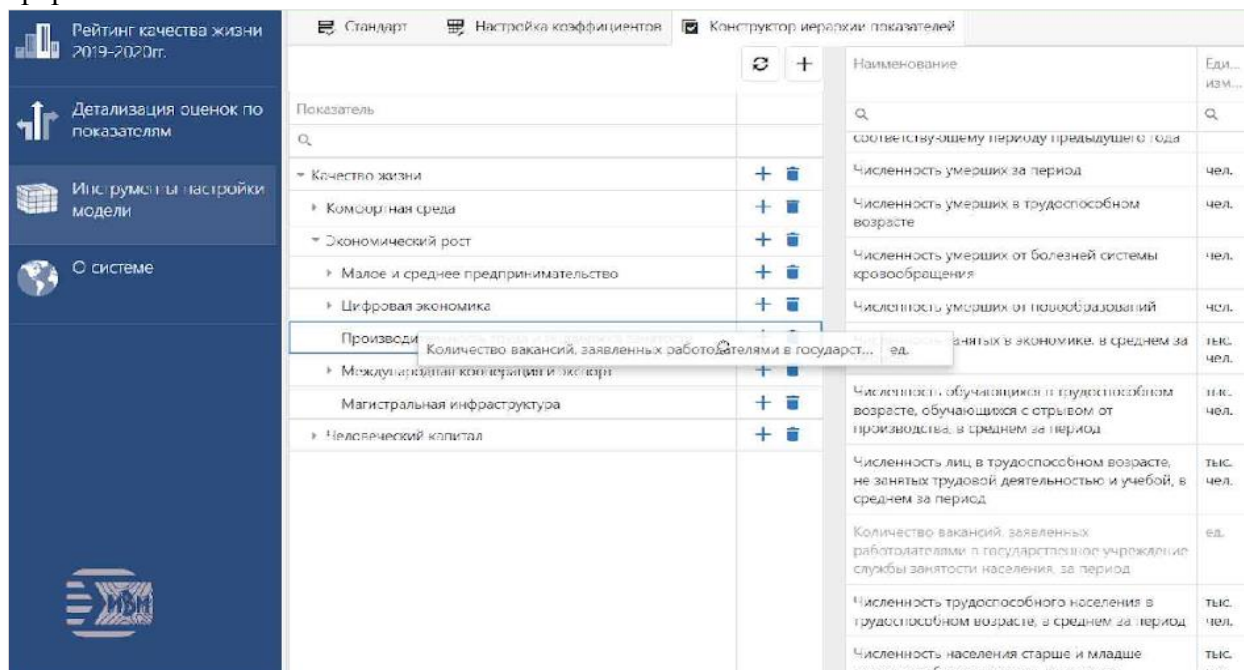 Рейтинг качества жизни
2019-2020гг.
Детализация оценок по
показателям
Инструменты настройки
модели
О системе
ИВМ
Стандарт
Настройка коэффициентов
Конструктор иерархии показателей
Показатель
Качество жизни
Комфортная среда
Экономический рост
Малое и среднее предпринимательство
Цифровая экономика
Производи
Количество вакансий, заявленных работодателями в государст... ед.
Международная кооперация и экспорт
Магистральная инфраструктура
Человеческий капитал
Наименование
Еди...
изм...
соответствующему периоду предыдущего года
Численность умерших за период
чел.
Численность умерших в трудоспособном
возрасте
чел.
Численность умерших от болезней системы
кровообращения
чел.
Численность умерших от новообразований
чел.
занятых в экономике, в среднем за
тыс.
чел.
Численность обучающихся в трудоспособном
возрасте, обучающихся с отрывом от
производства, в среднем за период
тыс.
чел.
Численность лиц в трудоспособном возрасте,
не занятых трудовой деятельностью и учебой, в
среднем за период
тыс.
чел.
Количество вакансий, заявленных
работодателями в государственное учреждение
службы занятости населения, за период
ед.
Численность трудоспособного населения в
трудоспособном возрасте, в среднем за период
тыс.
чел.
Численность населения старше и младше
тыс.